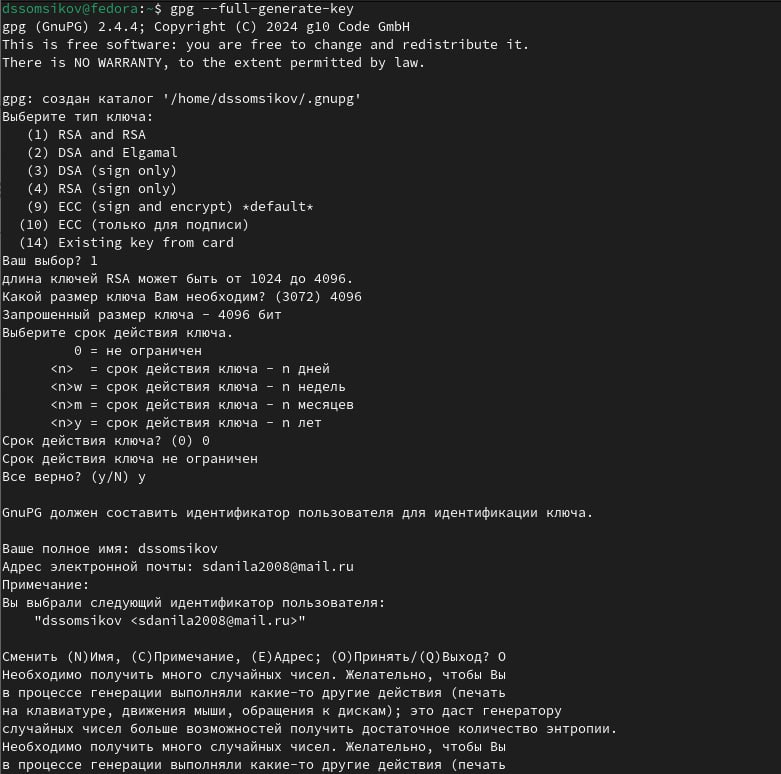 dssomsikov@fedora:~$ gpg --full-generate-key
gpg (GnuPG) 2.4.4; Copyright (C) 2024 g10 Code GmbH
This is free software: you are free to change and redistribute it.
There is NO WARRANTY, to the extent permitted by law.

gpg: создан каталог '/home/dssomsikov/.gnupg'
Выберите тип ключа:
   (1) RSA and RSA
   (2) DSA and Elgamal
   (3) DSA (sign only)
   (4) RSA (sign only)
   (9) ECC (sign and encrypt) *default*
  (10) ECC (только для подписи)
  (14) Existing key from card
Ваш выбор? 1
длина ключей RSA может быть от 1024 до 4096.
Какой размер ключа Вам необходим? (3072) 4096
Запрошенный размер ключа - 4096 бит
Выберите срок действия ключа.
         0 = не ограничен
      <n>  = срок действия ключа - n дней
      <n>w = срок действия ключа - n недель
      <n>m = срок действия ключа - n месяцев
      <n>y = срок действия ключа - n лет
Срок действия ключа? (0) 0
Срок действия ключа не ограничен
Все верно? (y/N) y

GnuPG должен составить идентификатор пользователя для идентификации ключа.

Ваше полное имя: dssomsikov
Адрес электронной почты: sdanila2008@mail.ru
Примечание:
Вы выбрали следующий идентификатор пользователя:
    "dssomsikov <sdanila2008@mail.ru>"

Сменить (N)Имя, (C)Примечание, (E)Адрес; (O)Принять/(Q)Выход? O
Необходимо получить много случайных чисел. Желательно, чтобы Вы
в процессе генерации выполняли какие-то другие действия (печать
на клавиатуре, движения мыши, обращения к дискам); это даст генератору
случайных чисел больше возможностей получить достаточное количество энтропии.
Необходимо получить много случайных чисел. Желательно, чтобы Вы
в процессе генерации выполняли какие-то другие действия (печать